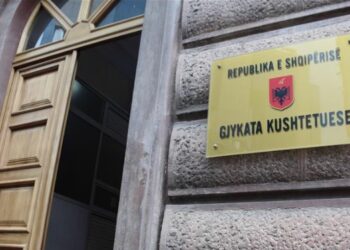 REPUBLIKA E SHQIPËRISË
GJYKATA KUSHTETUESE